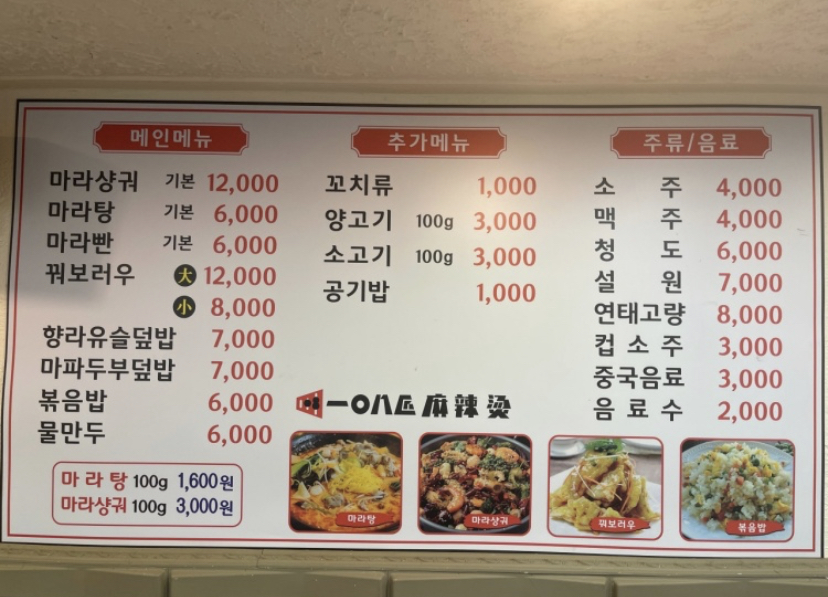 메인메뉴
마라샹궈 기본 12,000
마라탕 기본 6,000
마라빤 기본 6,000
꿔보러우 大 12,000
小 8,000
향라유슬덮밥 7,000
마파두부덮밥 7,000
볶음밥 6,000
물만두 6,000
마라탕 100g 1,600원
마라샹궈 100g 3,000원
추가메뉴
꼬치류 1,000
양고기 100g 3,000
소고기 100g 3,000
공기밥 1,000
주류/음료
소주 4,000
맥주 4,000
청도 6,000
설원 7,000
연태고량 8,000
컵소주 3,000
중국음료 3,000
음료수 2,000
一〇八匹 麻辣烫
마라탕
마라샹궈
꿔보러우
볶음밥